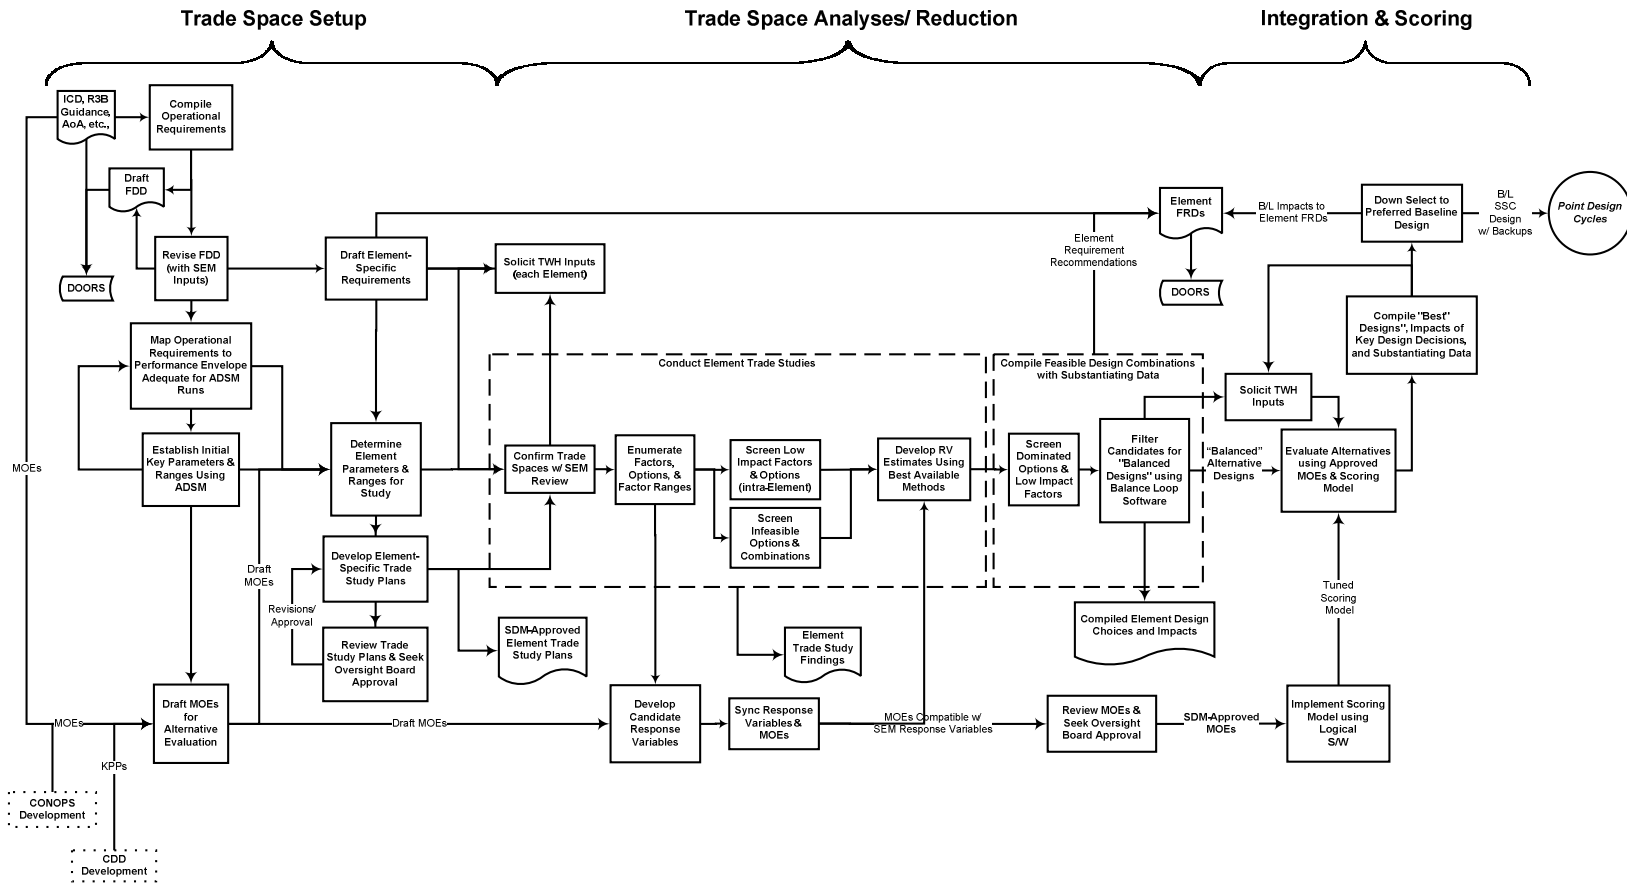 Trade Space Setup
Trade Space Analyses/ Reduction
Integration & Scoring
ICD, R3B
Guidance,
AoA, etc.,
Compile
Operational
Requirements
Draft
FDD
Revise FDD
(with SEM
Inputs)
DOORS
Draft Element-
Specific
Requirements
Solicit TWH Inputs
(each Element)
Element
FRDs
B/L Impacts to
Element FRDs
Down Select to
Preferred Baseline
Design
B/L
SSC
Design
w/ Backups
Point Design
Cycles
Element
Requirement
Recommendations
DOORS
Map Operational
Requirements to
Performance Envelope
Adequate for ADSM
Runs
Conduct Element Trade Studies
Compile Feasible Design Combinations
with Substantiating Data
Compile "Best"
Designs", Impacts of
Key Design Decisions,
and Substantiating Data
Solicit TWH
Inputs
MOEs
Establish Initial
Key Parameters &
Ranges Using
ADSM
Determine
Element
Parameters &
Ranges for
Study
Confirm Trade
Spaces w/ SEM
Review
Enumerate
Factors,
Options, &
Factor Ranges
Screen Low
Impact Factors
& Options
(intra-Element)
Screen
Infeasible
Options &
Combinations
Develop RV
Estimates Using
Best Available
Methods
Screen
Dominated
Options &
Low Impact
Factors
Filter
Candidates for
"Balanced
Designs" using
Balance Loop
Software
“Balanced”
Alternative
Designs
Evaluate Alternatives
using Approved
MOEs & Scoring
Model
Draft
MOEs
Develop Element-
Specific Trade
Study Plans
Revisions/
Approval
Review Trade
Study Plans & Seek
Oversight Board
Approval
SDM-Approved
Element Trade
Study Plans
Element
Trade Study
Findings
Compiled Element Design
Choices and Impacts
Tuned
Scoring
Model
MOEs
Draft MOEs
for
Alternative
Evaluation
Draft MOEs
Develop
Candidate
Response
Variables
Sync Response
Variables &
MOEs
MOEs Compatible w/
SEM Response Variables
Review MOEs &
Seek Oversight
Board Approval
SDM-Approved
MOEs
Implement Scoring
Model using
Logical
S/W
KPPs
CONOPS
Development
CDD
Development